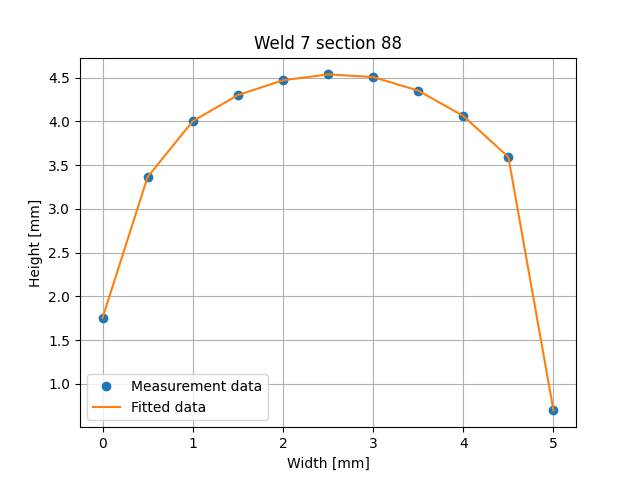 Weld 7 section 88
Height [mm]
4.5
4.0
3.5
3.0
2.5
2.0
1.5
1.0
Measurement data
Fitted data
0 1 2 3 4 5
Width [mm]